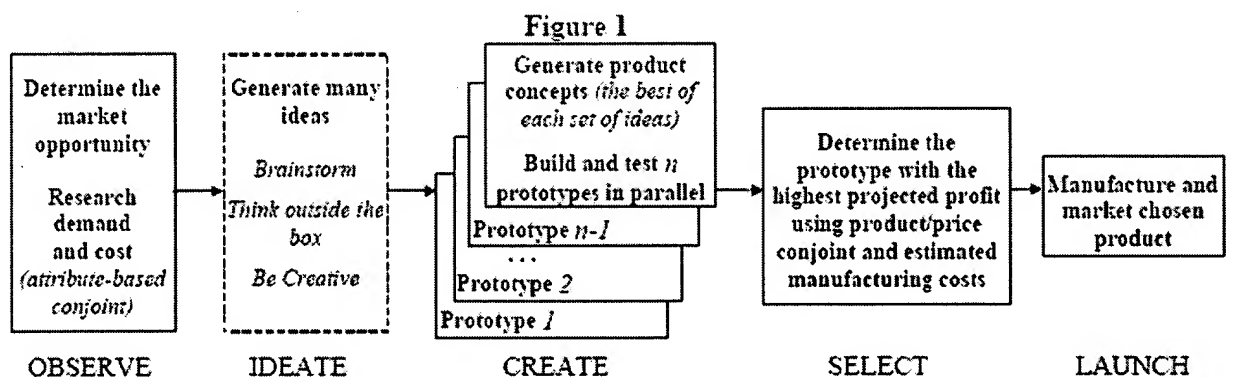 Figure 1
Determine the
market
opportunity
Research
demand
and cost
(attribute-based
conjoint)
OBSERVE
Generate many
ideas
Brainstorm
Think outside the
box
Be Creative
IDEATE
Generate product
concepts (the best of
each set of ideas)
Build and test n
prototypes in parallel
Prototype n-1
...
Prototype 2
Prototype 1
CREATE
Determine the
prototype with the
highest projected profit
using product/price
conjoint and estimated
manufacturing costs
SELECT
Manufacture and
market chosen
product
LAUNCH